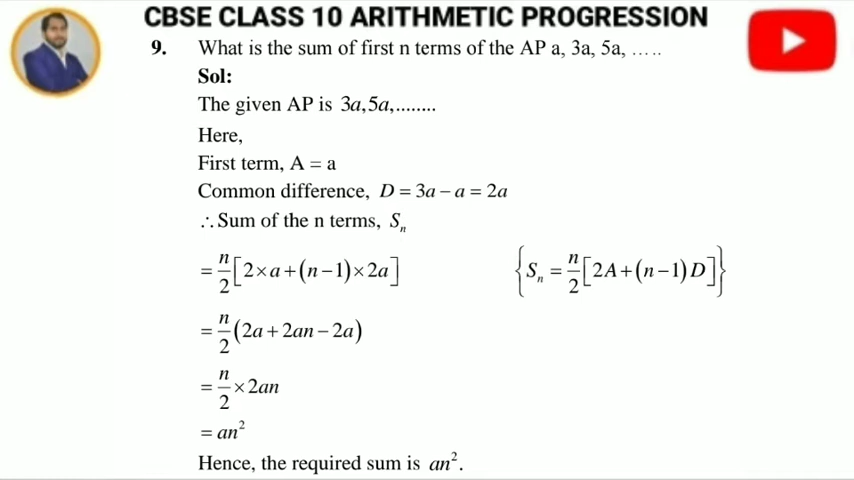 CBSE CLASS 10 ARITHMETIC PROGRESSION
9. What is the sum of first n terms of the AP a, 3a, 5a, …..
Sol:
The given AP is 3a,5a,........
Here,
First term, A = a
Common difference, D = 3a − a = 2a
∴Sum of the n terms, Sₙ
= n/2[2×a+(n−1)×2a] {Sₙ = n/2[2A+(n−1)D]}
= n/2(2a+2an−2a)
= n/2×2an
= an²
Hence, the required sum is an².